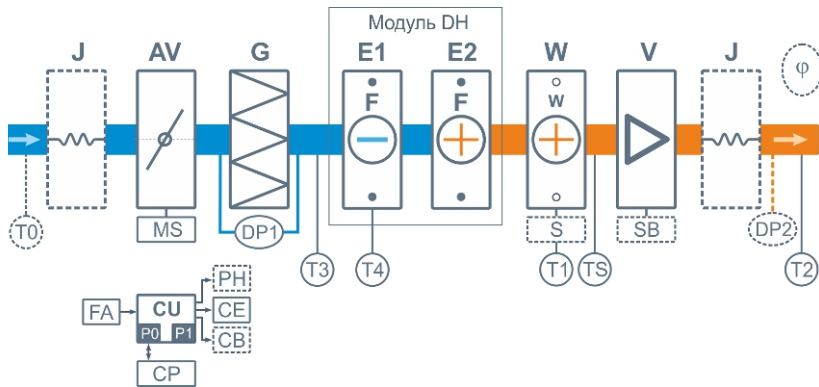 Модуль DH
J AV G E1 E2 W V J
φ
F F W
T0 MS DP1 S SB DP2
T3 T4 T1 TS T2
PH
FA CU CE
P0 P1 CB
CP